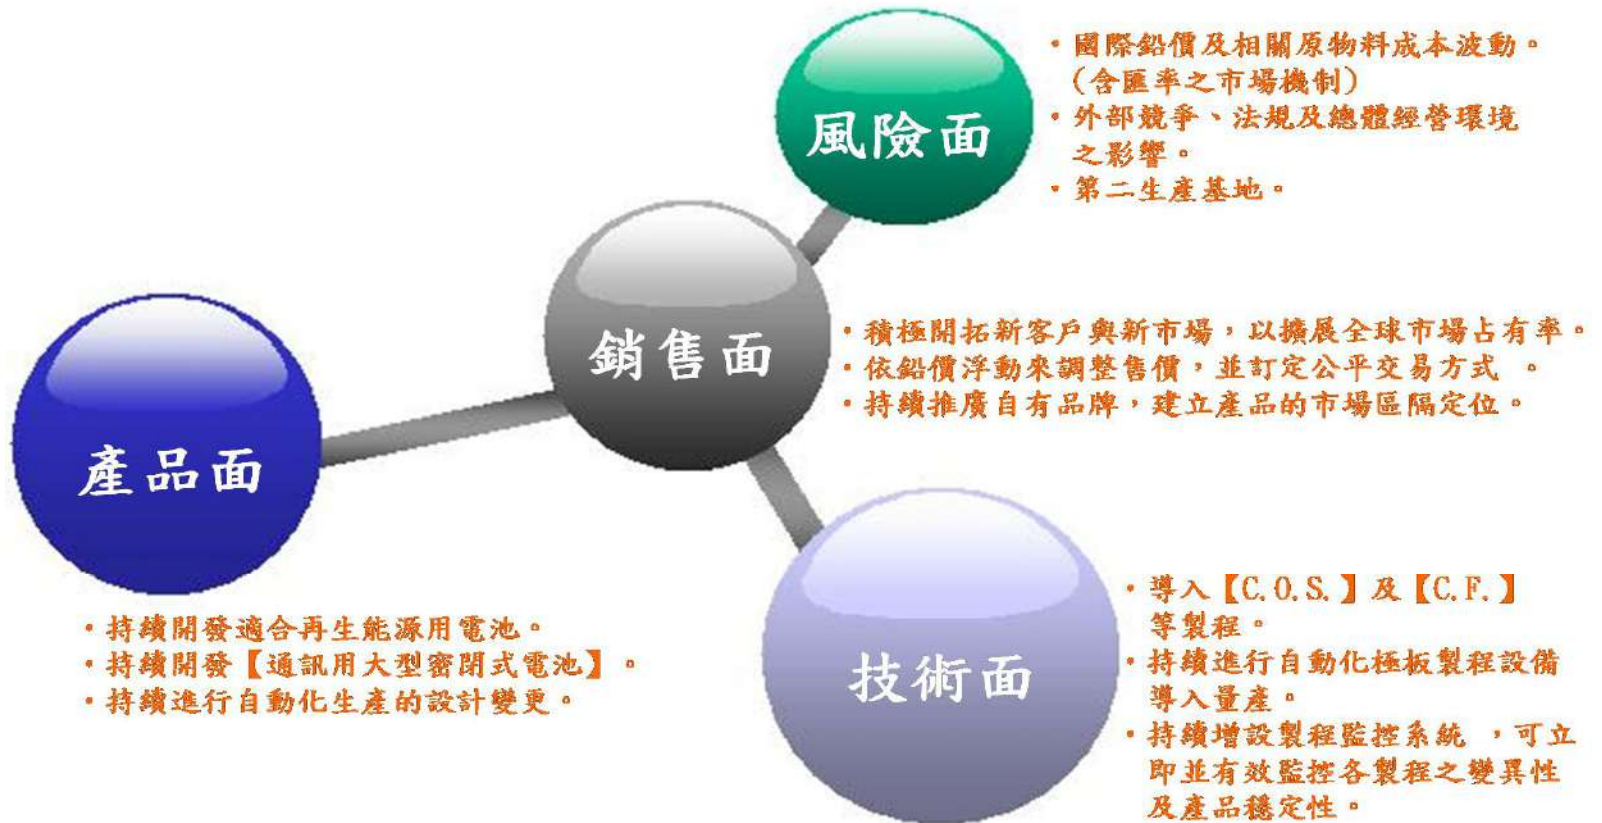 風險面
・國際鉛價及相關原物料成本波動。
(含匯率之市場機制)
・外部競爭、法規及總體經營環境
之影響。
・第二生產基地。
銷售面
・積極開拓新客戶與新市場，以擴展全球市場占有率。
・依鉛價浮動來調整售價，並訂定公平交易方式 。
・持續推廣自有品牌，建立產品的市場區隔定位。
產品面
・持續開發適合再生能源用電池。
・持續開發【通訊用大型密閉式電池】。
・持續進行自動化生產的設計變更。
技術面
・導入【C.O.S.】及【C.F.】
等製程。
・持續進行自動化極板製程設備
導入量產。
・持續增設製程監控系統 ，可立
即並有效監控各製程之變異性
及產品穩定性。